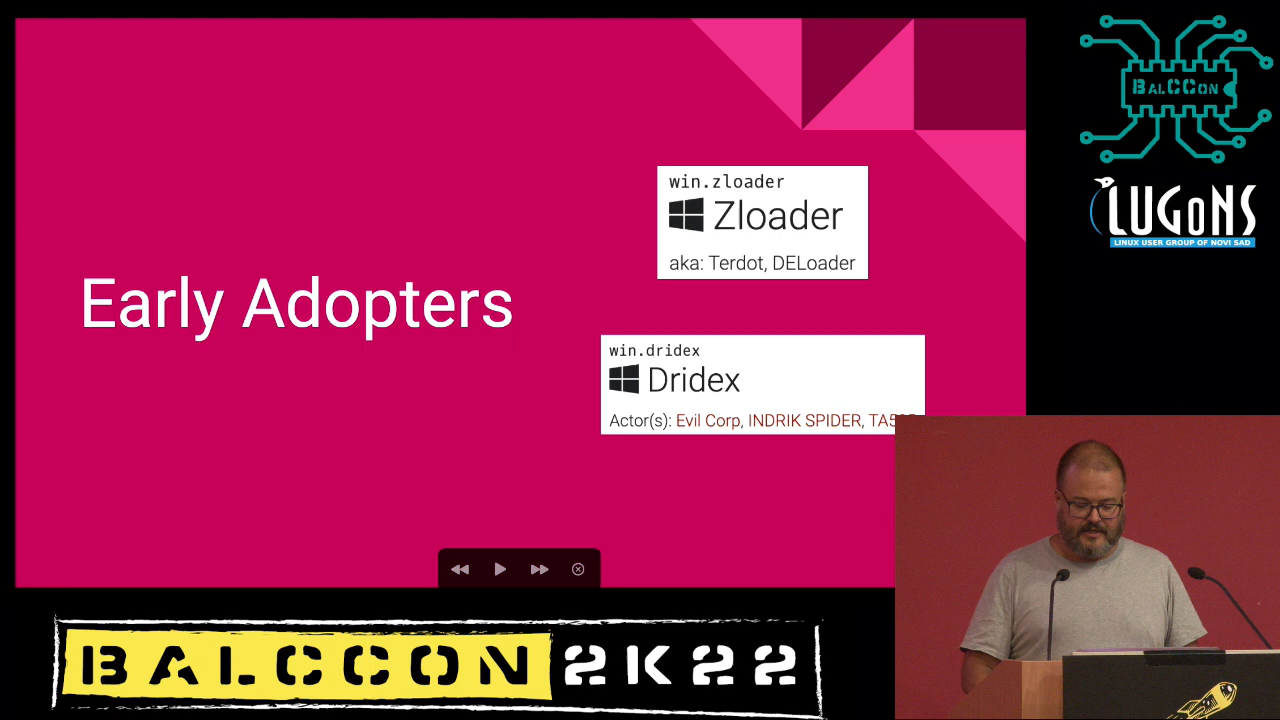 Early Adopters
win.zloader
Zloader
aka: Terdot, DELoader
win.dridex
Dridex
Actor(s): Evil Corp, INDRIK SPIDER,
BALCCON
LUGoNS
LINUX USER GROUP OF NOVI SAD
BALCCON 2K22